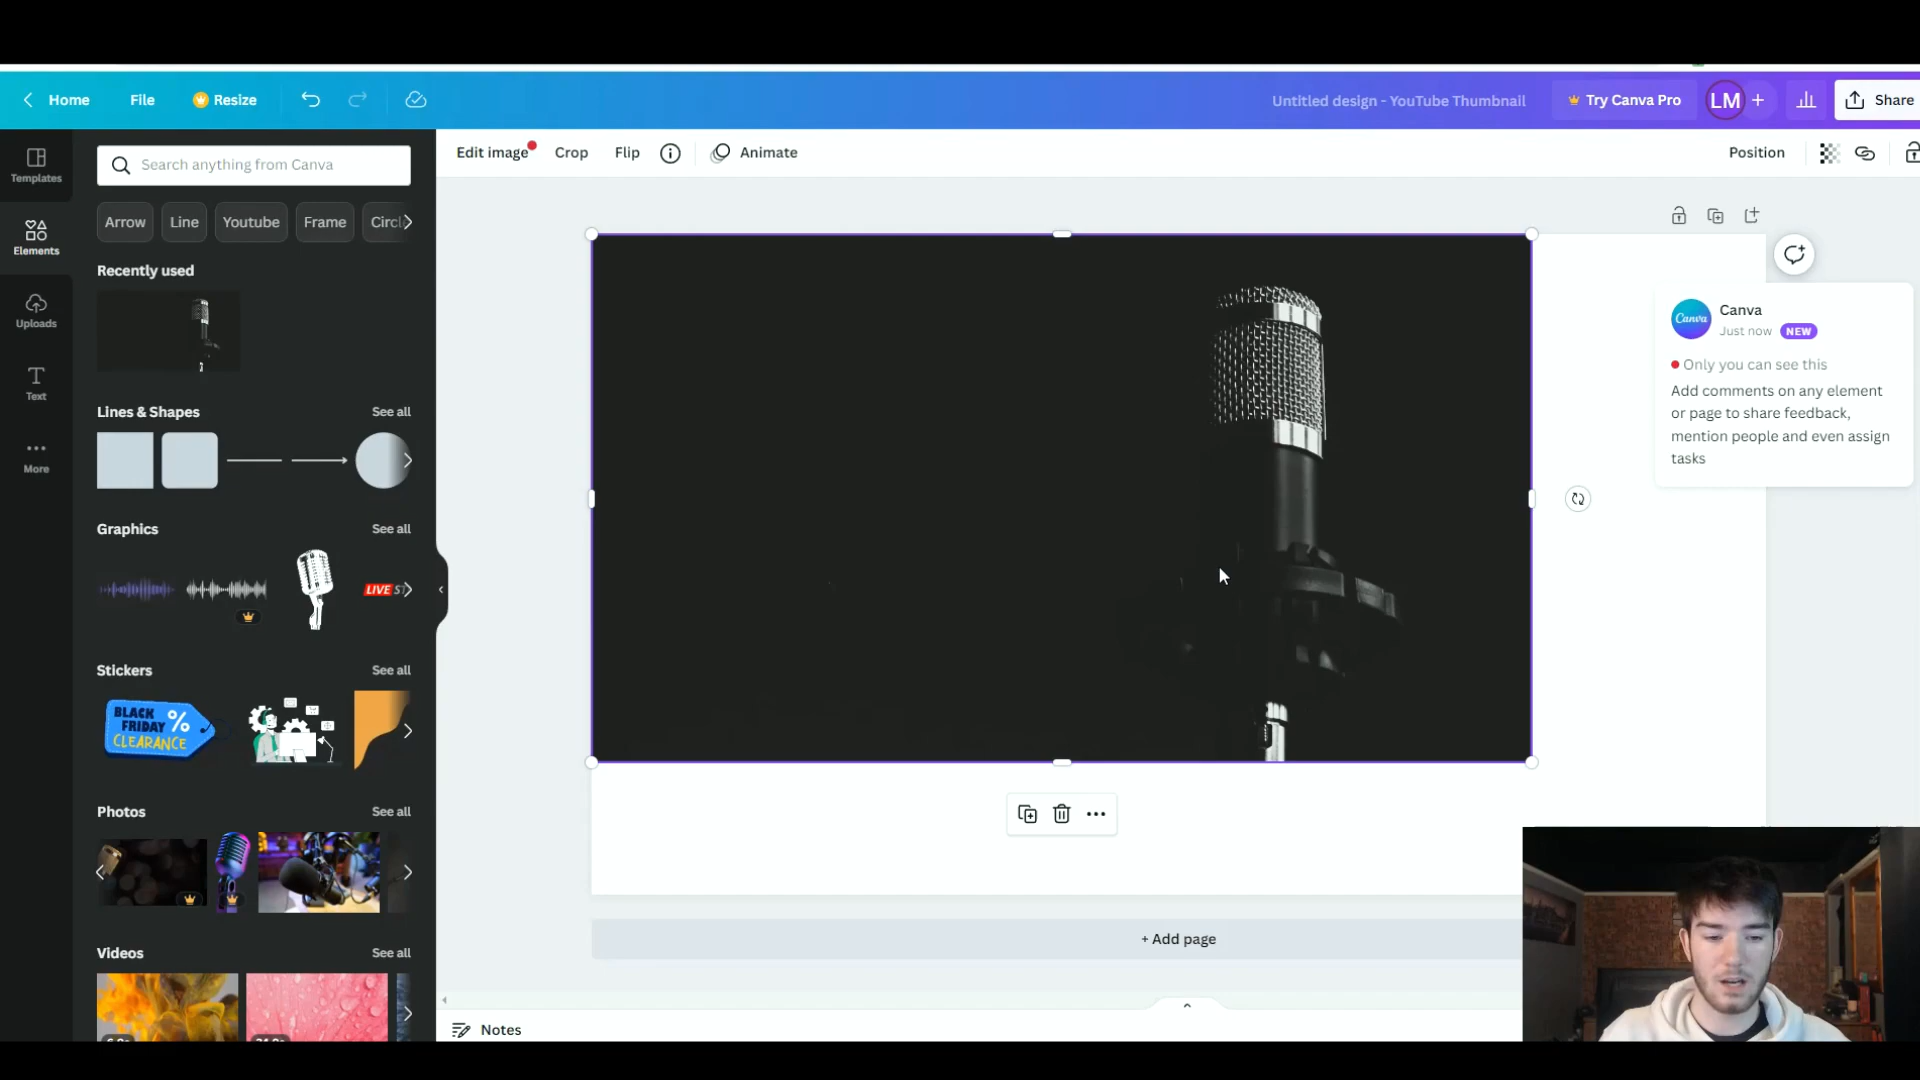 Home
File
Resize
Untitled design - YouTube Thumbnail
Try Canva Pro
LM
+
Share
Templates
Elements
Uploads
Text
More
Search anything from Canva
Arrow
Line
Youtube
Frame
Recently used
Lines & Shapes
See all
Graphics
See all
LIVE
Stickers
See all
BLACK
FRIDAY %
CLEARANCE
Photos
See all
Videos
See all
Edit image
Crop
Flip
Animate
Position
Canva
Canva
Just now
NEW
Only you can see this
Add comments on any element
or page to share feedback,
mention people and even assign
tasks
+ Add page
Notes